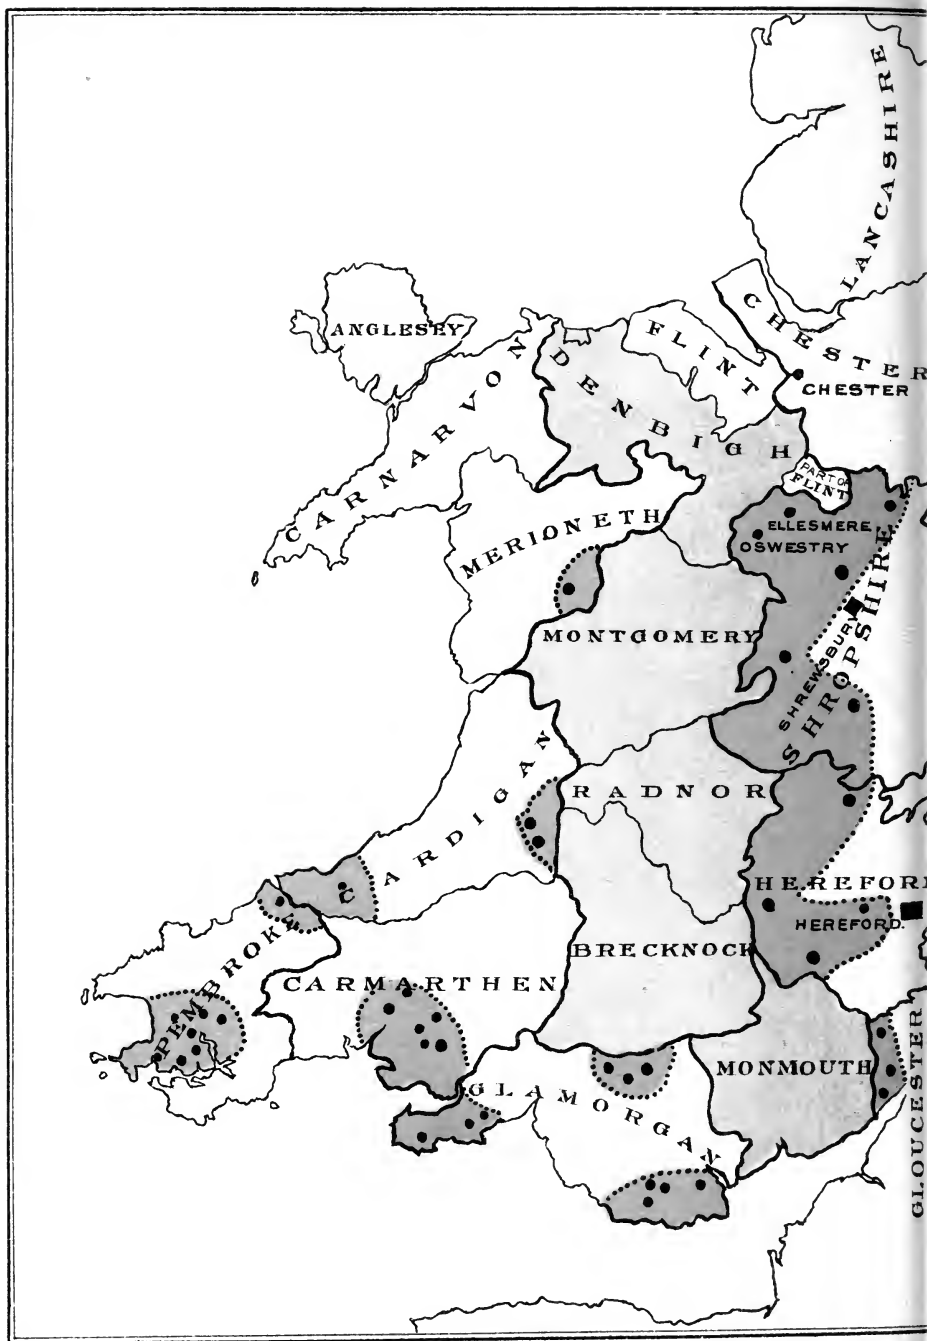 LANCASHIRE
ANGLESEY
FLINT
CHESTER
CHESTER
CARNARVON
DENBIGH
PART OF
FLINT
ELLESMERE
OSWESTRY
MERIONETH
SHREWSBURY
SHROPSHIRE
MONTGOMERY
RADNOR
CARDIGAN
HEREFORD
HEREFORD.
BRECKNOCK
PEMBROKE
CARMARTHEN
MONMOUTH
GLAMORGAN
GLOUCESTER